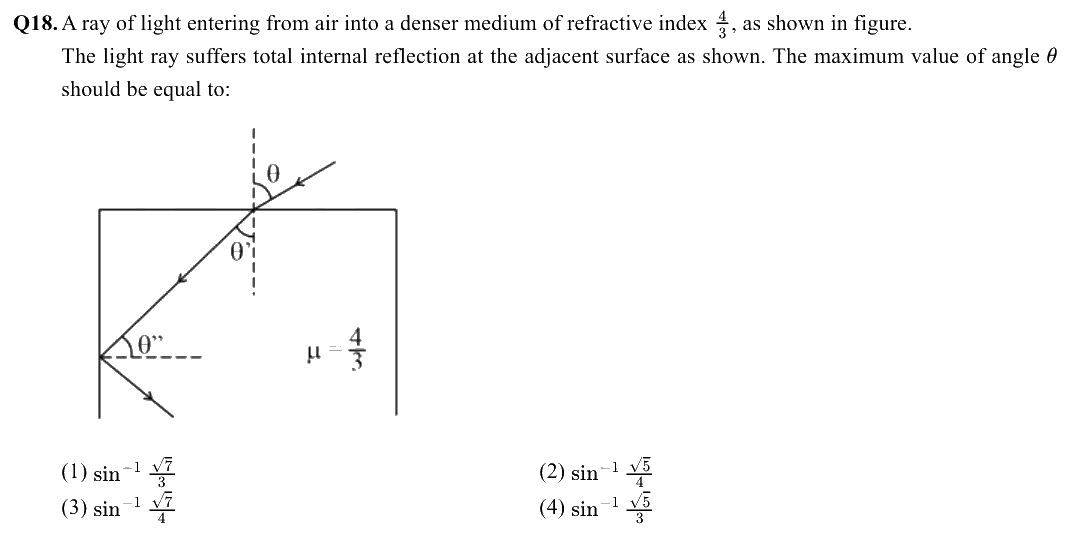 Q18. A ray of light entering from air into a denser medium of refractive index 4/3, as shown in figure.
The light ray suffers total internal reflection at the adjacent surface as shown. The maximum value of angle θ
should be equal to:
θ
θ'
θ”
μ = 4/3
(1) sin⁻¹ √7/3 (2) sin⁻¹ √5/4
(3) sin⁻¹ √7/4 (4) sin⁻¹ √5/3